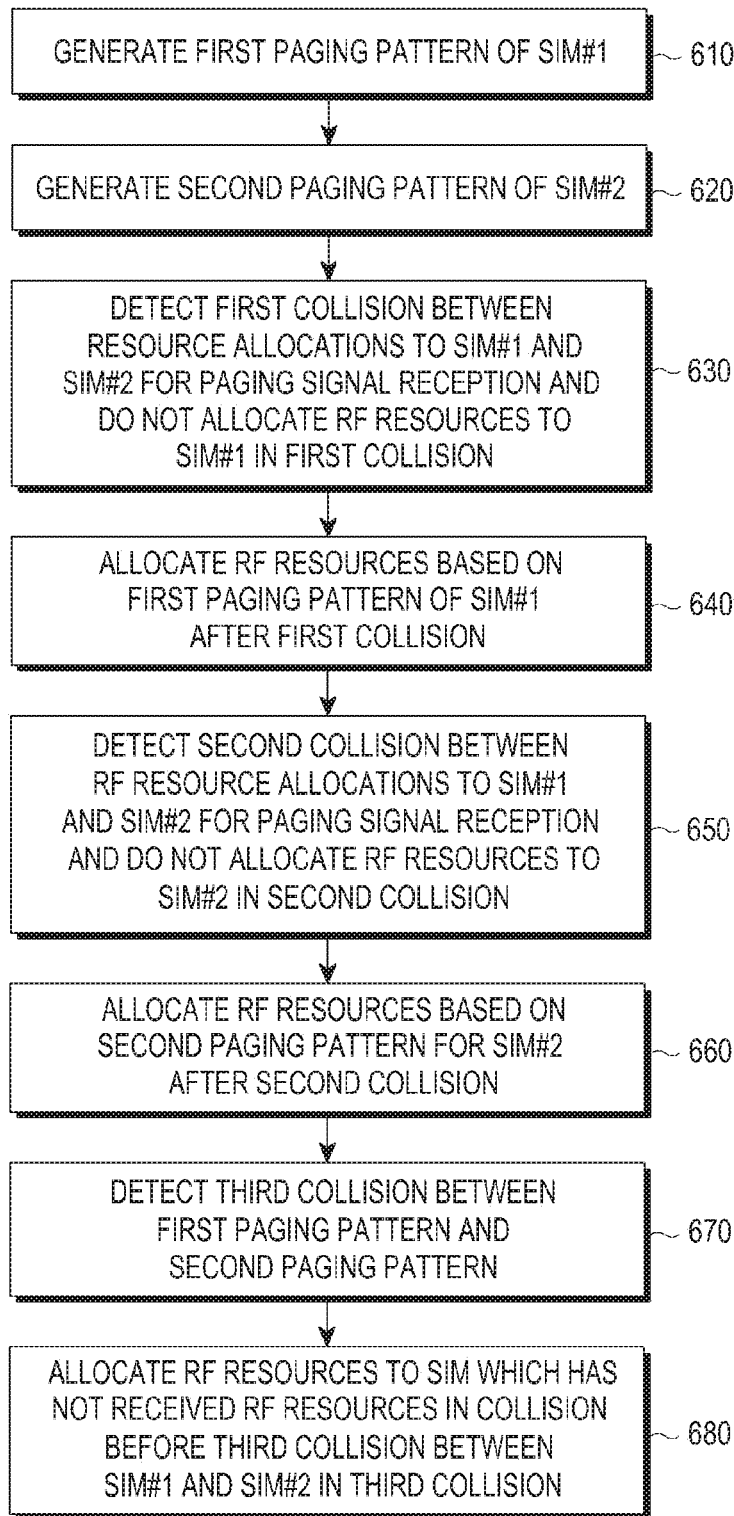 GENERATE FIRST PAGING PATTERN OF SIM#1
610
GENERATE SECOND PAGING PATTERN OF SIM#2
620
DETECT FIRST COLLISION BETWEEN
RESOURCE ALLOCATIONS TO SIM#1 AND
SIM#2 FOR PAGING SIGNAL RECEPTION AND
DO NOT ALLOCATE RF RESOURCES TO
SIM#1 IN FIRST COLLISION
630
ALLOCATE RF RESOURCES BASED ON
FIRST PAGING PATTERN OF SIM#1
AFTER FIRST COLLISION
640
DETECT SECOND COLLISION BETWEEN
RF RESOURCE ALLOCATIONS TO SIM#1
AND SIM#2 FOR PAGING SIGNAL RECEPTION
AND DO NOT ALLOCATE RF RESOURCES TO
SIM#2 IN SECOND COLLISION
650
ALLOCATE RF RESOURCES BASED ON
SECOND PAGING PATTERN FOR SIM#2
AFTER SECOND COLLISION
660
DETECT THIRD COLLISION BETWEEN
FIRST PAGING PATTERN AND
SECOND PAGING PATTERN
670
ALLOCATE RF RESOURCES TO SIM WHICH HAS
NOT RECEIVED RF RESOURCES IN COLLISION
BEFORE THIRD COLLISION BETWEEN
SIM#1 AND SIM#2 IN THIRD COLLISION
680